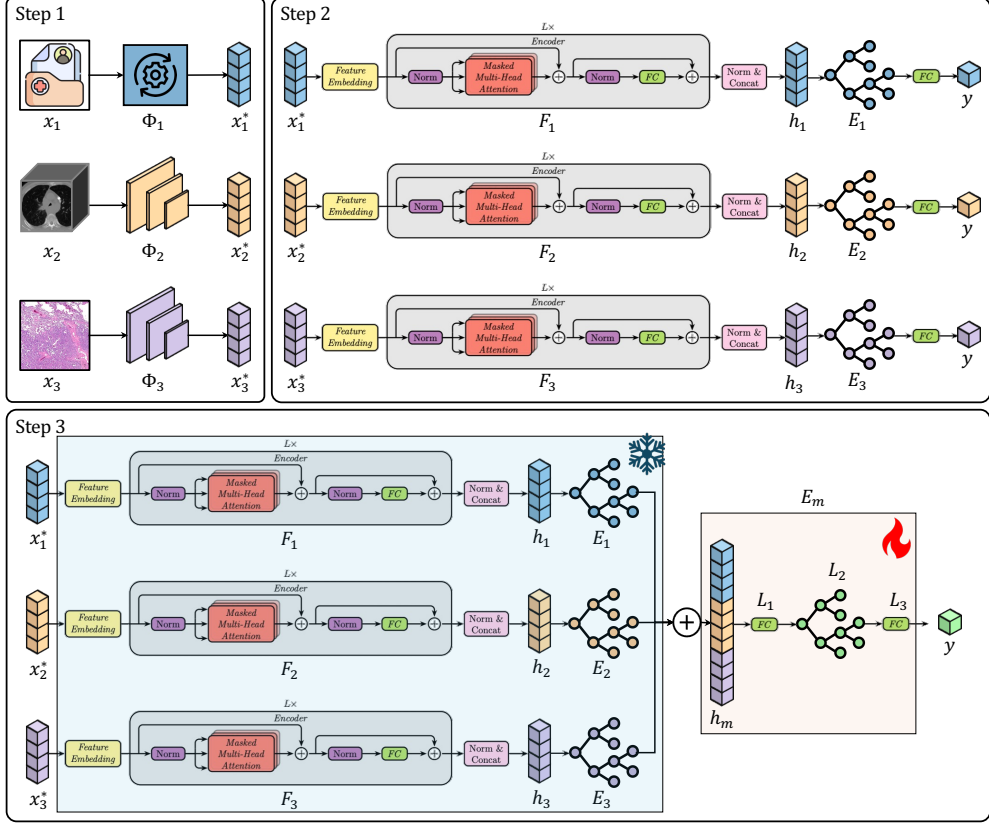 Step 1
x₁
Φ₁
x₁*
x₂
Φ₂
x₂*
x₃
Φ₃
x₃*
Step 2
x₁*
Feature Embedding
L×
Encoder
Norm
Masked Multi-Head Attention
Norm
FC
F₁
Norm & Concat
h₁
E₁
FC
y
x₂*
Feature Embedding
L×
Encoder
Norm
Masked Multi-Head Attention
Norm
FC
F₂
Norm & Concat
h₂
E₂
FC
y
x₃*
Feature Embedding
L×
Encoder
Norm
Masked Multi-Head Attention
Norm
FC
F₃
Norm & Concat
h₃
E₃
FC
y
Step 3
x₁*
Feature Embedding
L×
Encoder
Norm
Masked Multi-Head Attention
Norm
FC
F₁
Norm & Concat
h₁
E₁
x₂*
Feature Embedding
L×
Encoder
Norm
Masked Multi-Head Attention
Norm
FC
F₂
Norm & Concat
h₂
E₂
x₃*
Feature Embedding
L×
Encoder
Norm
Masked Multi-Head Attention
Norm
FC
F₃
Norm & Concat
h₃
E₃
Eₘ
hₘ
L₁
FC
L₂
L₃
FC
y